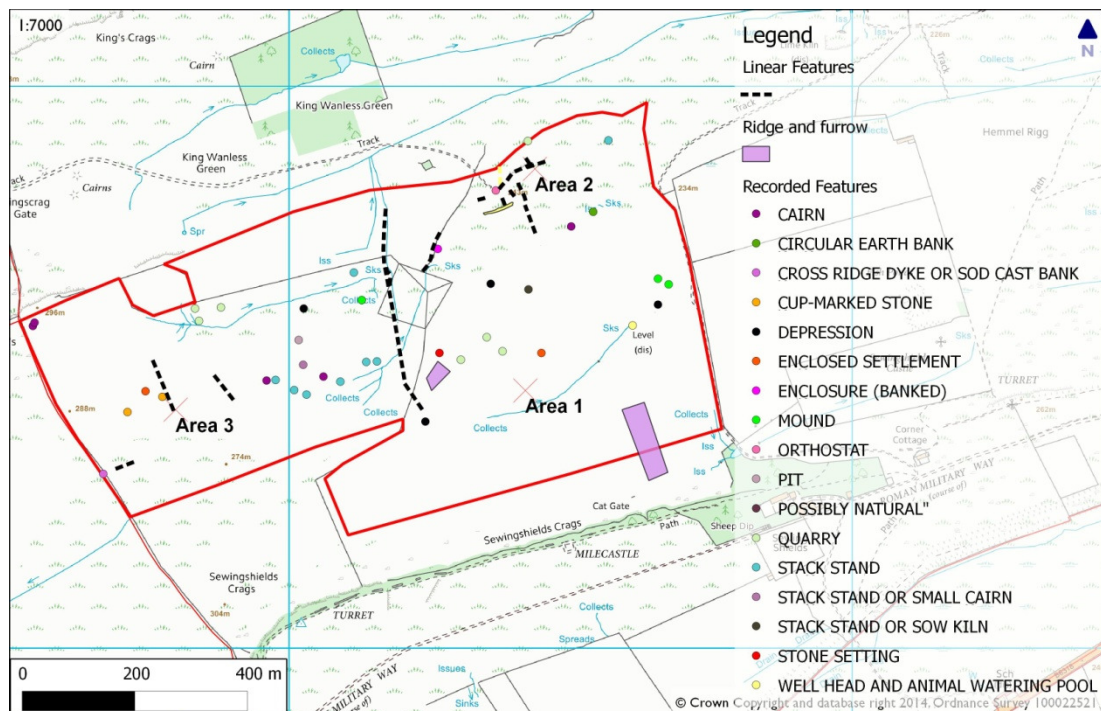 1:7000
King's Crags
Cairn
Collects
King Wanless Green
Track
King Wanless
Green
Cairns
Track
ingscrag
Gate
Spr
Iss
Sks
Collects
Sks
Area 2
Iss
Sks
234m
296m
288m
274m
304m
Collects
Collects
Area 3
Sks
Level
(dis)
Area 1
Collects
Collects
Iss
Iss
Cat Gate
Path
Sheep Dip
Sewingshields Crags
MILECASTLE
Sewingshields
Crags
TURRET
Collects
Spreads
Issues
Sinks
MILITARY WAY
ROMAN MILITARY WAY
(course of)
Corner
Cottage
TURRET
262m
Hemmel Rigg
Path
Track
Collects
Sks
0 200 400 m
N
Legend
Linear Features
Ridge and furrow
Recorded Features
CAIRN
CIRCULAR EARTH BANK
CROSS RIDGE DYKE OR SOD CAST BANK
CUP-MARKED STONE
DEPRESSION
ENCLOSED SETTLEMENT
ENCLOSURE (BANKED)
MOUND
ORTHOSTAT
PIT
POSSIBLY NATURAL"
QUARRY
STACK STAND
STACK STAND OR SMALL CAIRN
STACK STAND OR SOW KILN
STONE SETTING
WELL HEAD AND ANIMAL WATERING POOL
© Crown Copyright and database right 2014, Ordnance Survey 100022521